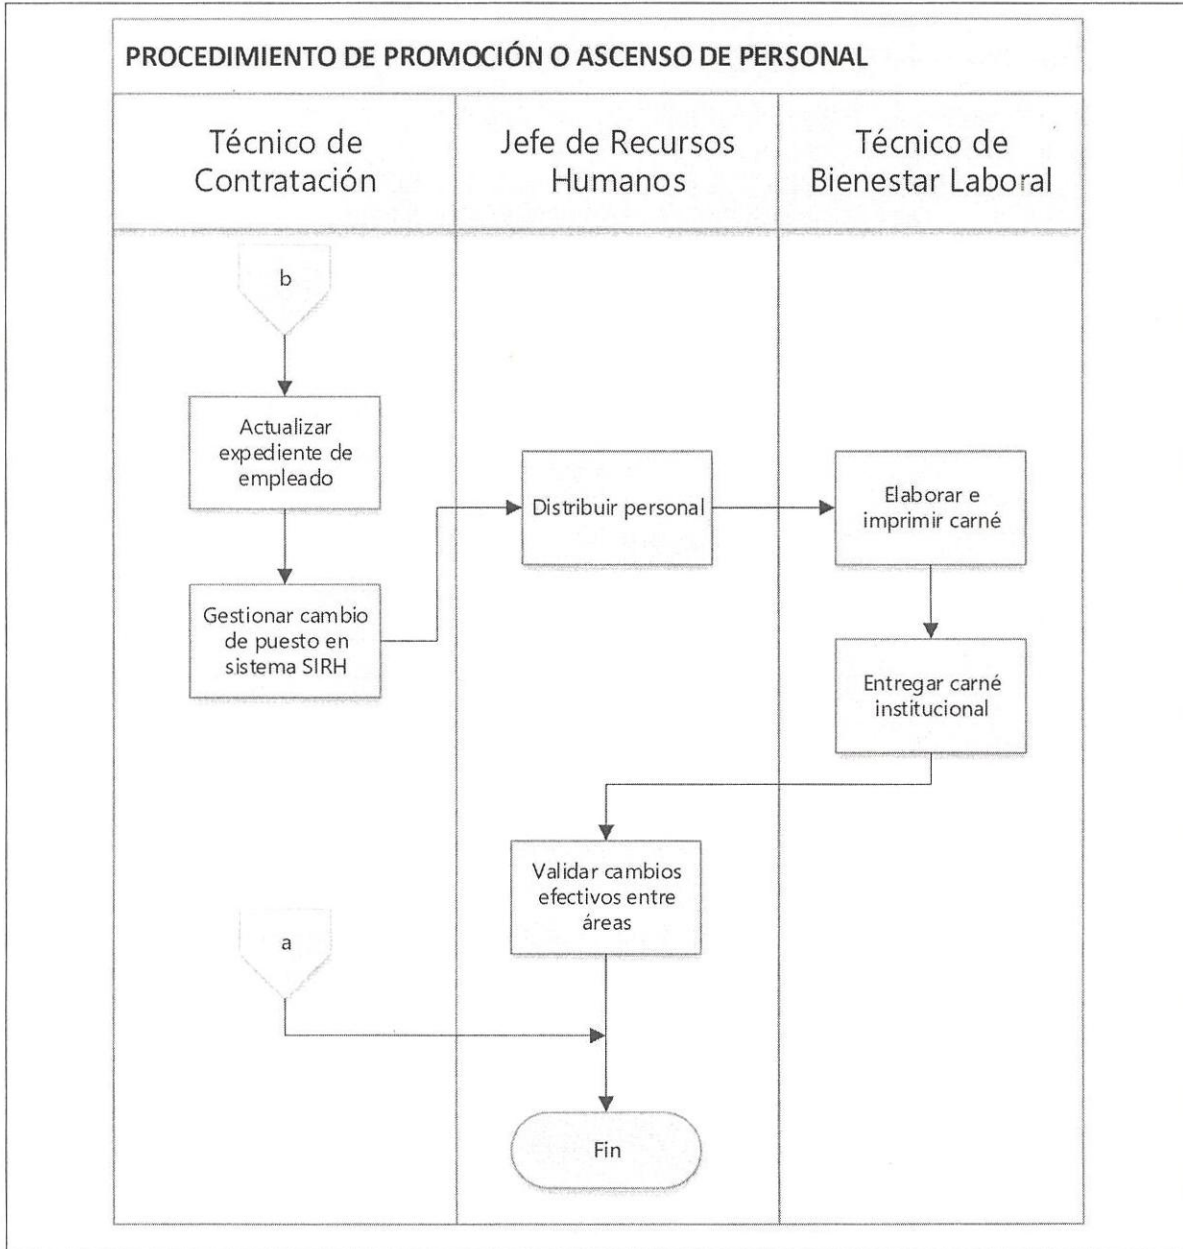 PROCEDIMIENTO DE PROMOCIÓN O ASCENSO DE PERSONAL
Técnico de
Contratación
Jefe de Recursos
Humanos
Técnico de
Bienestar Laboral
b
Actualizar
expediente de
empleado
Gestionar cambio
de puesto en
sistema SIRH
Distribuir personal
Elaborar e
imprimir carné
Entregar carné
institucional
Validar cambios
efectivos entre
áreas
a
Fin